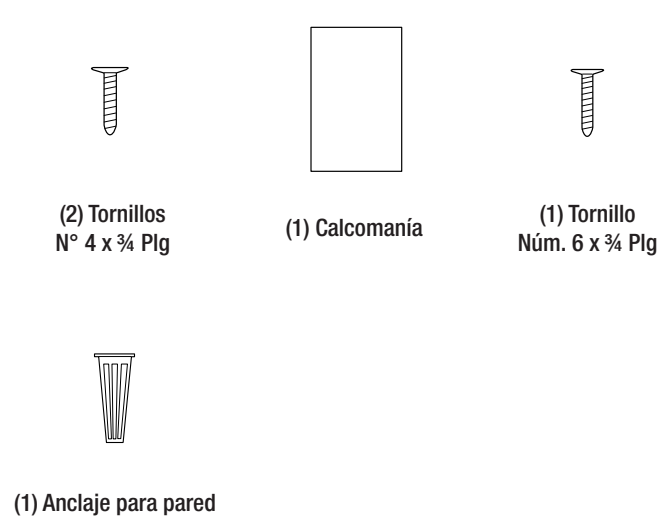 (2) Tornillos
N° 4 x ¾ Plg
(1) Calcomanía
(1) Tornillo
Núm. 6 x ¾ Plg
(1) Anclaje para pared